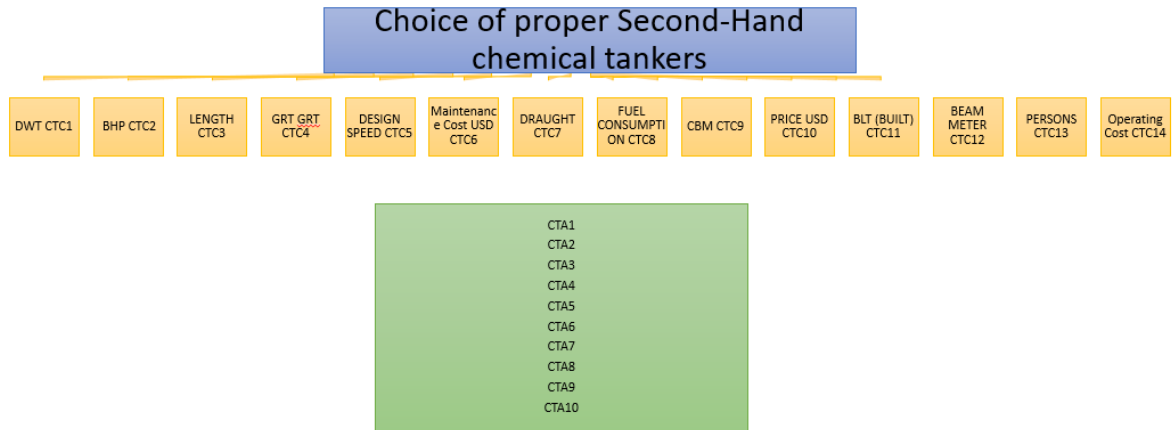 Choice of proper Second-Hand
chemical tankers
DWT CTC1
BHP CTC2
LENGTH
CTC3
GRT GRT
CTC4
DESIGN
SPEED CTC5
Maintenanc
e Cost USD
CTC6
DRAUGHT
CTC7
FUEL
CONSUMPTI
ON CTC8
CBM CTC9
PRICE USD
CTC10
BLT (BUILT)
CTC11
BEAM
METER
CTC12
PERSONS
CTC13
Operating
Cost CTC14
CTA1
CTA2
CTA3
CTA4
CTA5
CTA6
CTA7
CTA8
CTA9
CTA10